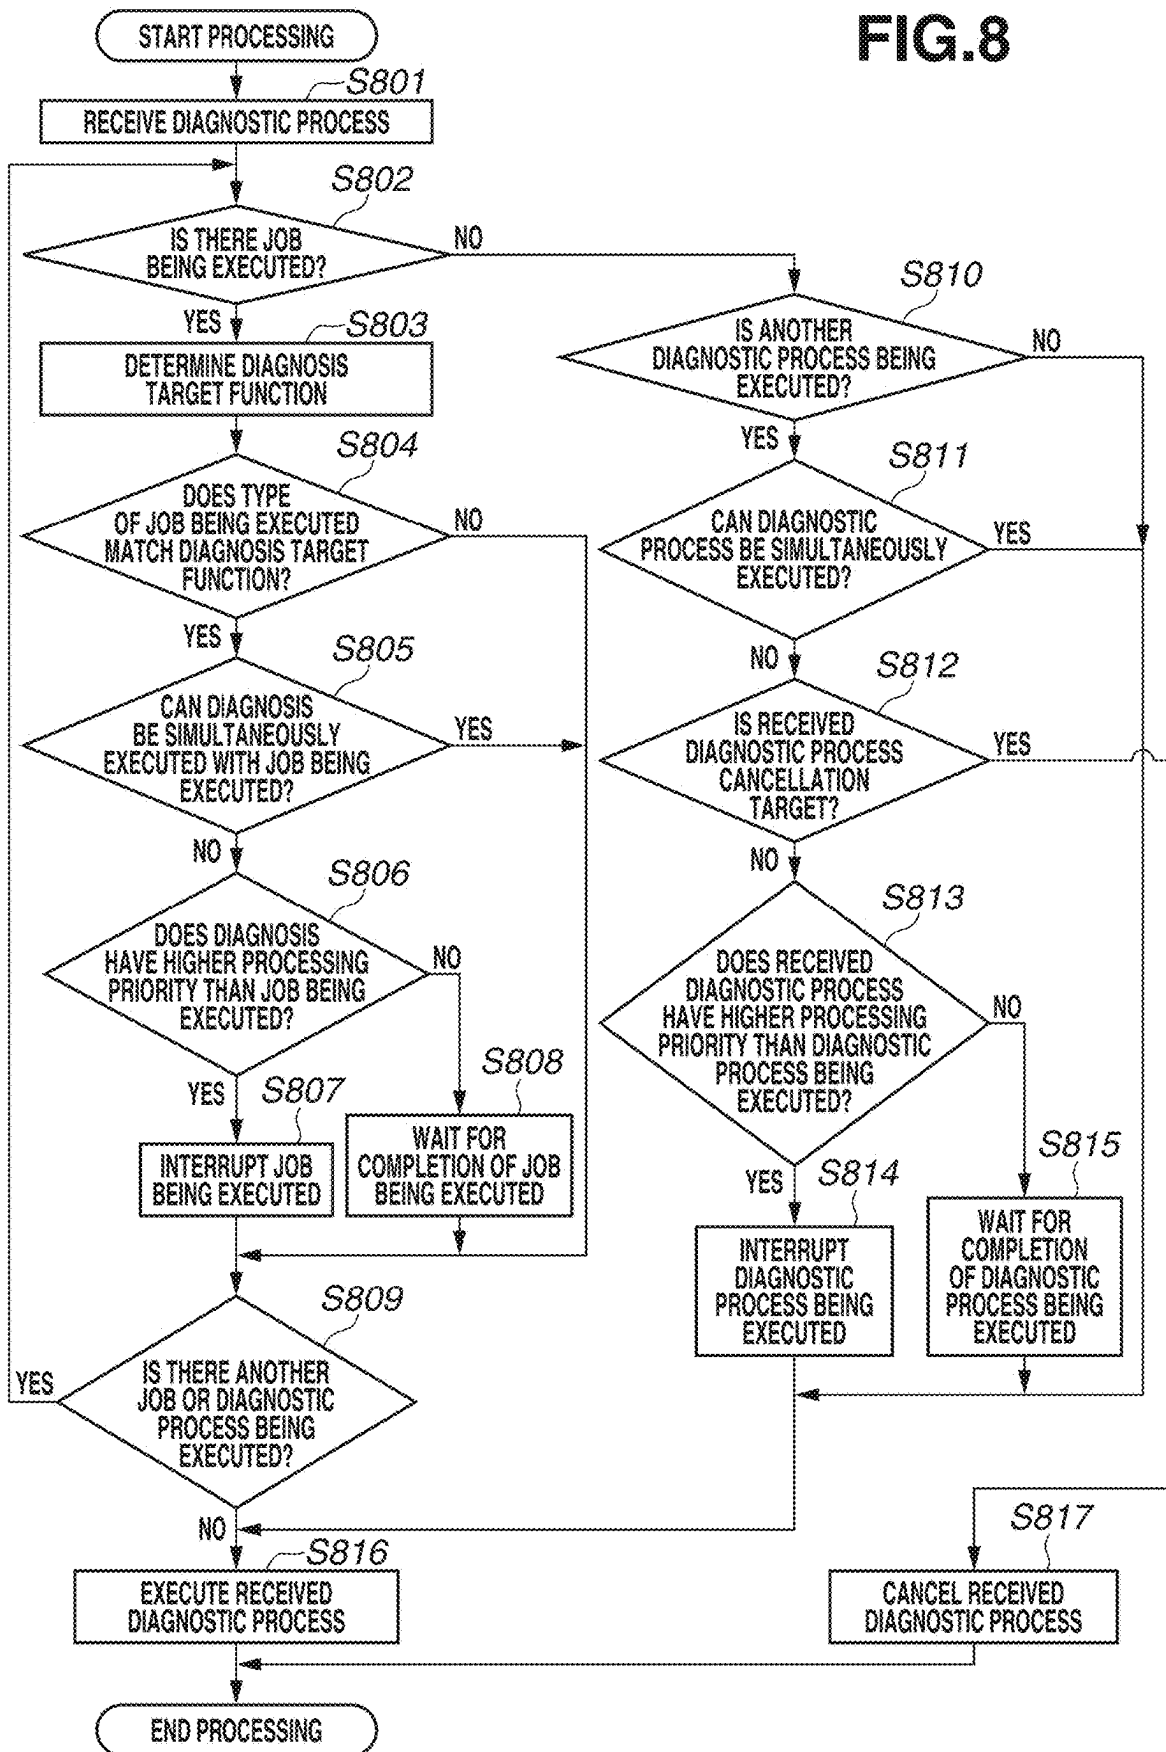 FIG.8
START PROCESSING
S801
RECEIVE DIAGNOSTIC PROCESS
S802
IS THERE JOB
BEING EXECUTED?
NO
YES
S803
DETERMINE DIAGNOSIS
TARGET FUNCTION
S804
DOES TYPE
OF JOB BEING EXECUTED
MATCH DIAGNOSIS TARGET
FUNCTION?
NO
YES
S805
CAN DIAGNOSIS
BE SIMULTANEOUSLY
EXECUTED WITH JOB BEING
EXECUTED?
YES
NO
S806
DOES DIAGNOSIS
HAVE HIGHER PROCESSING
PRIORITY THAN JOB BEING
EXECUTED?
NO
YES
S807
INTERRUPT JOB
BEING EXECUTED
S808
WAIT FOR
COMPLETION OF JOB
BEING EXECUTED
S809
IS THERE ANOTHER
JOB OR DIAGNOSTIC
PROCESS BEING
EXECUTED?
YES
NO
S810
IS ANOTHER
DIAGNOSTIC PROCESS BEING
EXECUTED?
NO
YES
S811
CAN DIAGNOSTIC
PROCESS BE SIMULTANEOUSLY
EXECUTED?
YES
NO
S812
IS RECEIVED
DIAGNOSTIC PROCESS
CANCELLATION
TARGET?
YES
NO
S813
DOES RECEIVED
DIAGNOSTIC PROCESS
HAVE HIGHER PROCESSING
PRIORITY THAN DIAGNOSTIC
PROCESS BEING
EXECUTED?
NO
YES
S814
INTERRUPT
DIAGNOSTIC
PROCESS BEING
EXECUTED
S815
WAIT FOR
COMPLETION
OF DIAGNOSTIC
PROCESS BEING
EXECUTED
S816
EXECUTE RECEIVED
DIAGNOSTIC PROCESS
S817
CANCEL RECEIVED
DIAGNOSTIC PROCESS
END PROCESSING